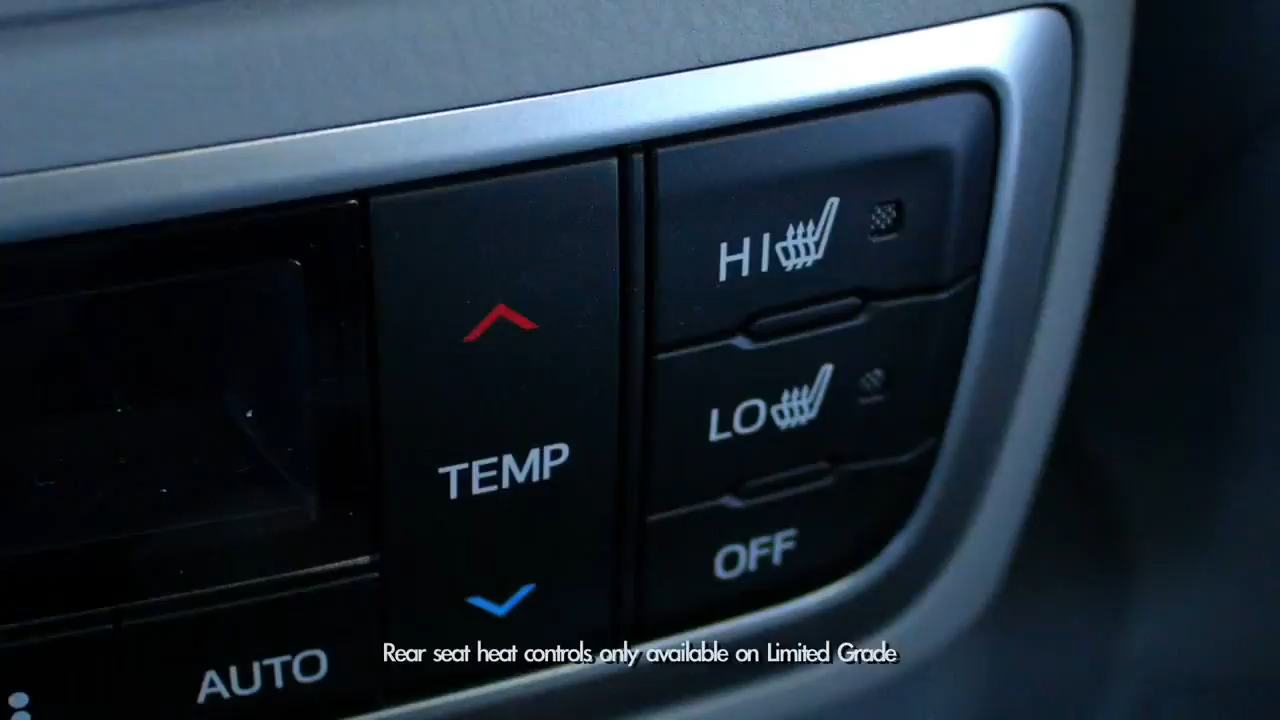 HI
LO
TEMP
OFF
AUTO
Rear seat heat controls only available on Limited Grade